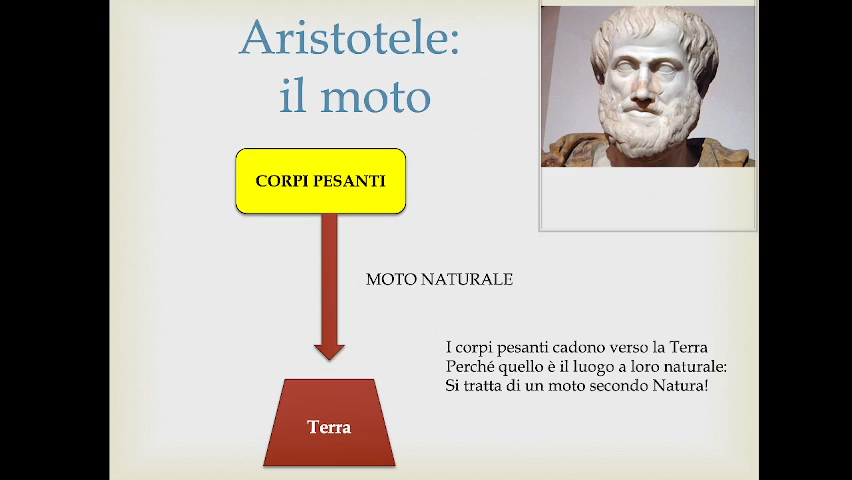 Aristotele:
il moto
CORPI PESANTI
MOTO NATURALE
I corpi pesanti cadono verso la Terra
Perché quello è il luogo a loro naturale:
Si tratta di un moto secondo Natura!
Terra